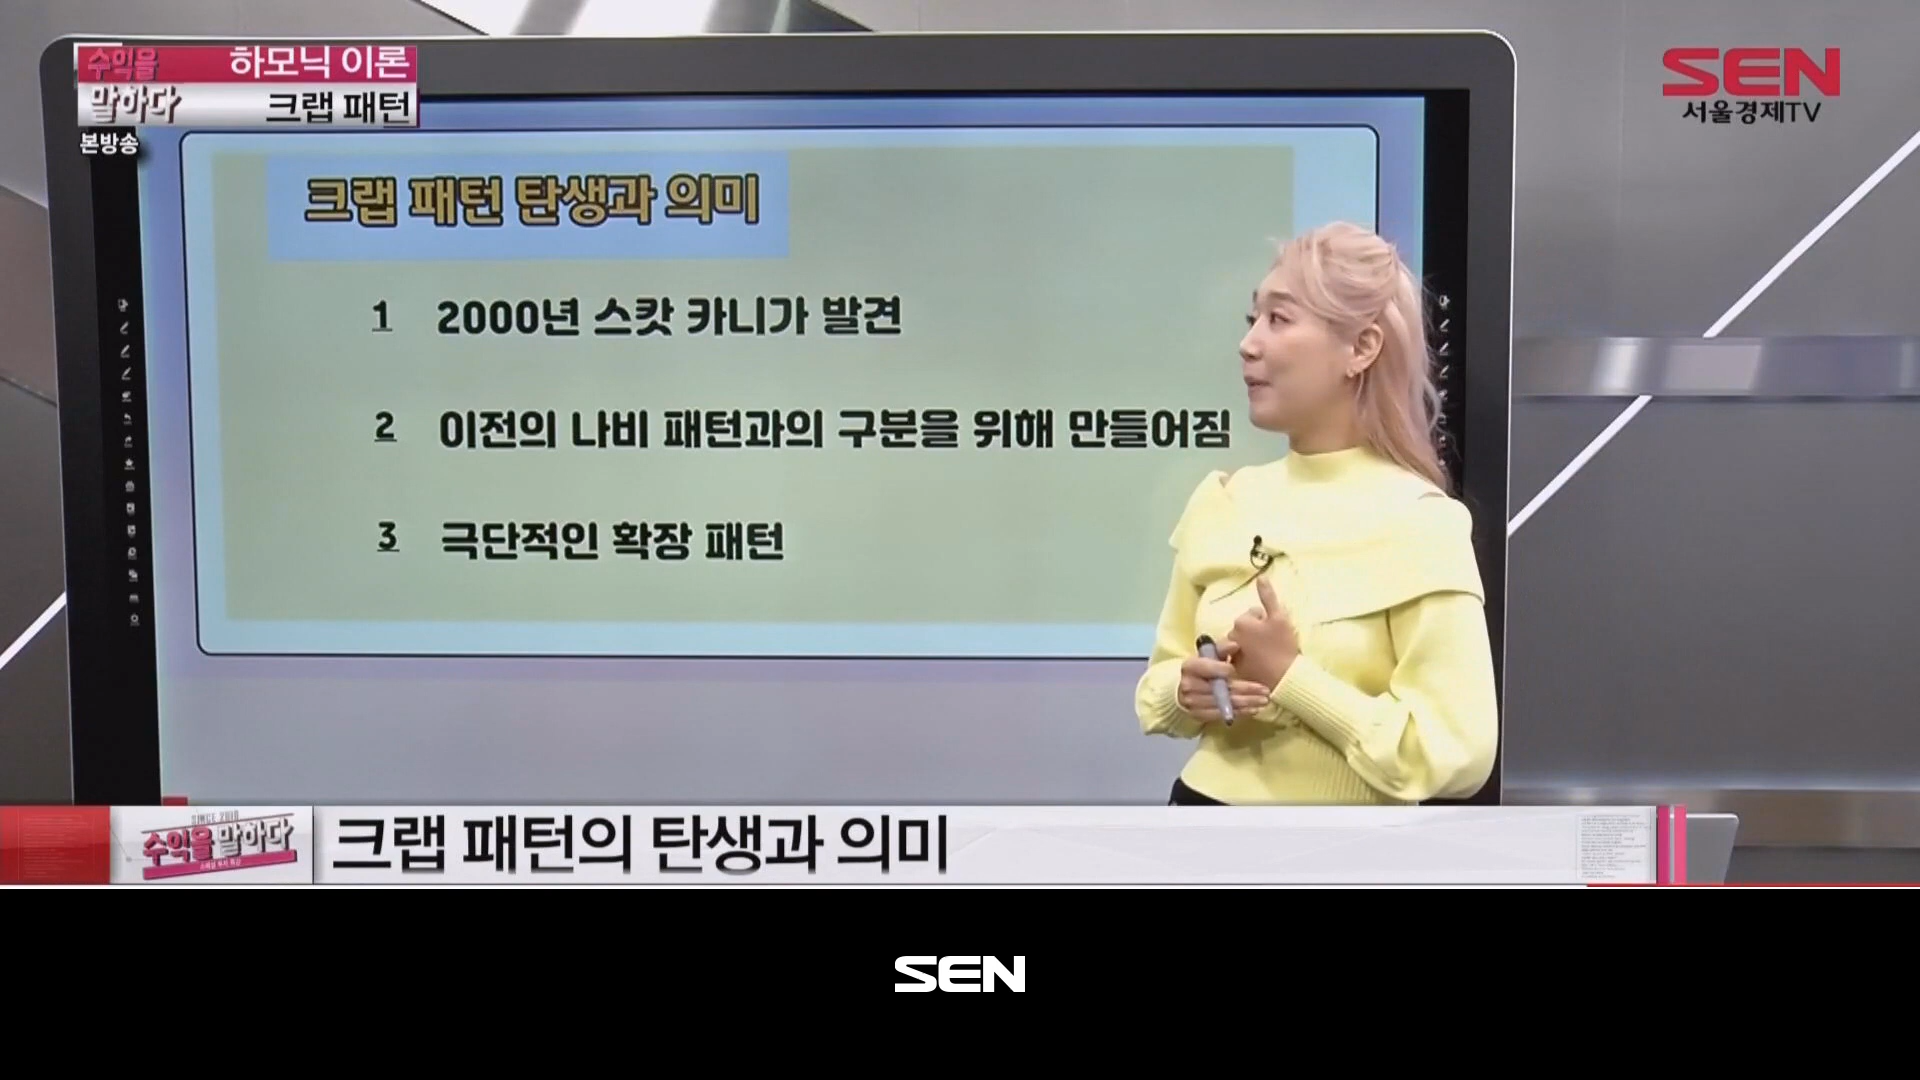 수익을
말하다
하모닉 이론
크랩 패턴
본방송
SEN
서울경제TV
크랩 패턴 탄생과 의미
1 2000년 스캇 카니가 발견
2 이전의 나비 패턴과의 구분을 위해 만들어짐
3 극단적인 확장 패턴
수익을 말하다
크랩 패턴의 탄생과 의미
SEN